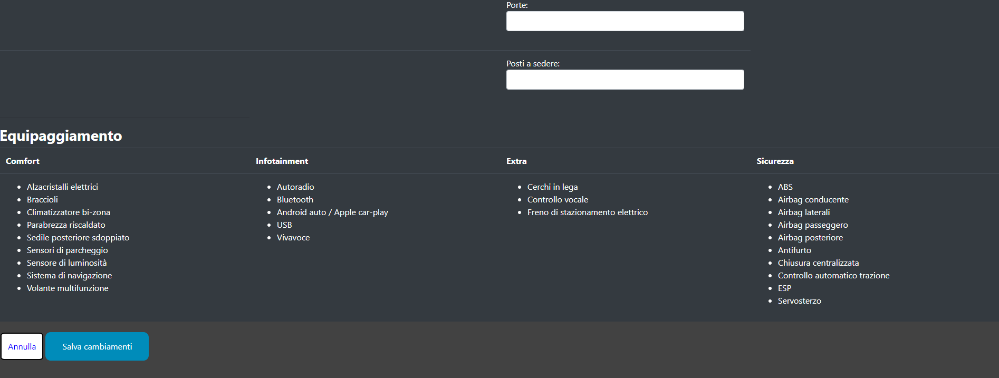 Porte:
Posti a sedere:
Equipaggiamento
Comfort
Infotainment
Extra
Sicurezza
Alzacristalli elettrici
Braccioli
Climatizzatore bi-zona
Parabrezza riscaldato
Sedile posteriore sdoppiato
Sensori di parcheggio
Sensore di luminosità
Sistema di navigazione
Volante multifunzione
Autoradio
Bluetooth
Android auto / Apple car-play
USB
Vivavoce
Cerchi in lega
Controllo vocale
Freno di stazionamento elettrico
ABS
Airbag conducente
Airbag laterali
Airbag passeggero
Airbag posteriore
Antifurto
Chiusura centralizzata
Controllo automatico trazione
ESP
Servosterzo
Annulla
Salva cambiamenti